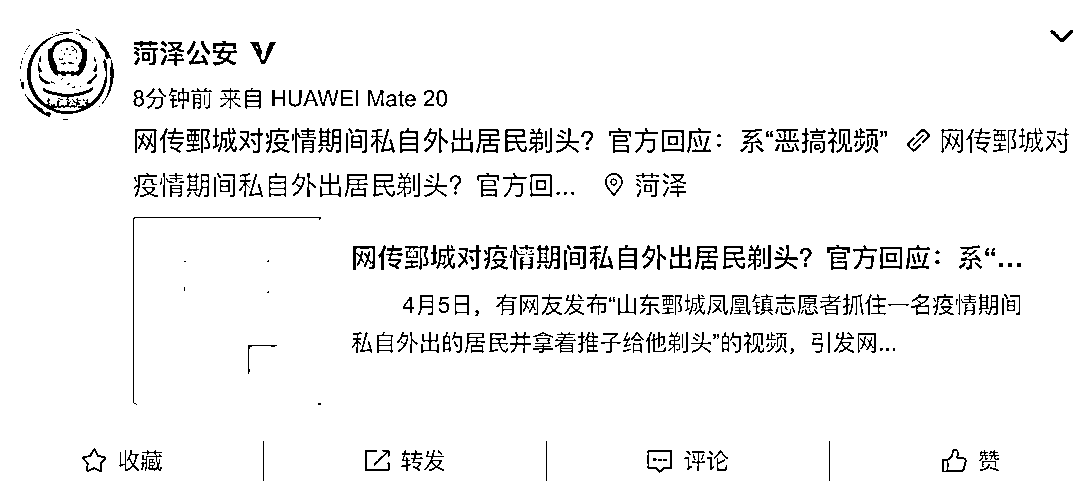 菏泽公安 V
8分钟前 来自 HUAWEI Mate 20
网传鄄城对疫情期间私自外出居民剃头？官方回应：系“恶搞视频” 网传鄄城对
疫情期间私自外出居民剃头？官方回... 菏泽
网传鄄城对疫情期间私自外出居民剃头？官方回应：系“...
4月5日，有网友发布“山东鄄城凤凰镇志愿者抓住一名疫情期间
私自外出的居民并拿着推子给他剃头”的视频，引发网...
收藏 转发 评论 赞